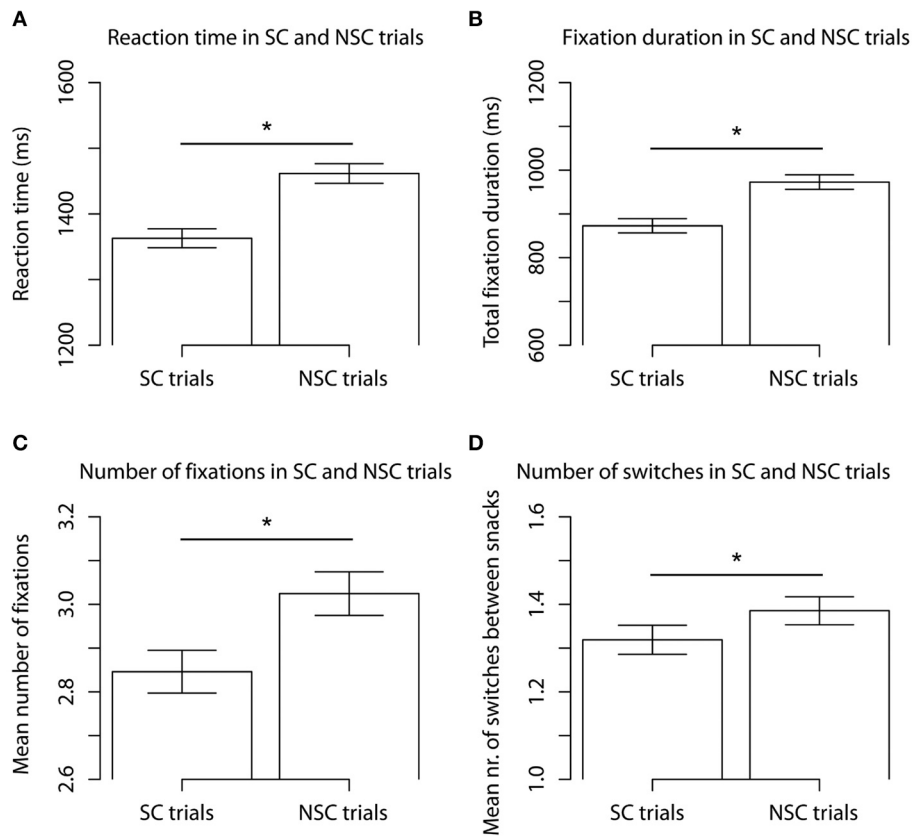 A
Reaction time in SC and NSC trials
Reaction time (ms)
1600
1400
1200
*
SC trials
NSC trials
B
Fixation duration in SC and NSC trials
Total fixation duration (ms)
1200
1000
800
600
*
SC trials
NSC trials
C
Number of fixations in SC and NSC trials
Mean number of fixations
3.2
3.0
2.8
2.6
*
SC trials
NSC trials
D
Number of switches in SC and NSC trials
Mean nr. of switches between snacks
1.6
1.4
1.2
1.0
*
SC trials
NSC trials